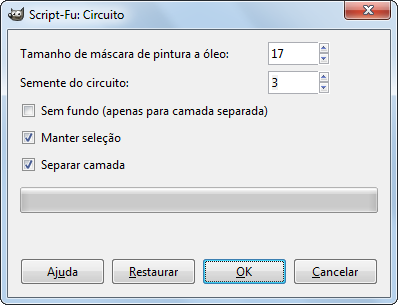 Script-Fu: Circuito
Tamanho de máscara de pintura a óleo: 17
Semente do circuito: 3
Sem fundo (apenas para camada separada)
Manter seleção
Separar camada
Ajuda Restaurar OK Cancelar